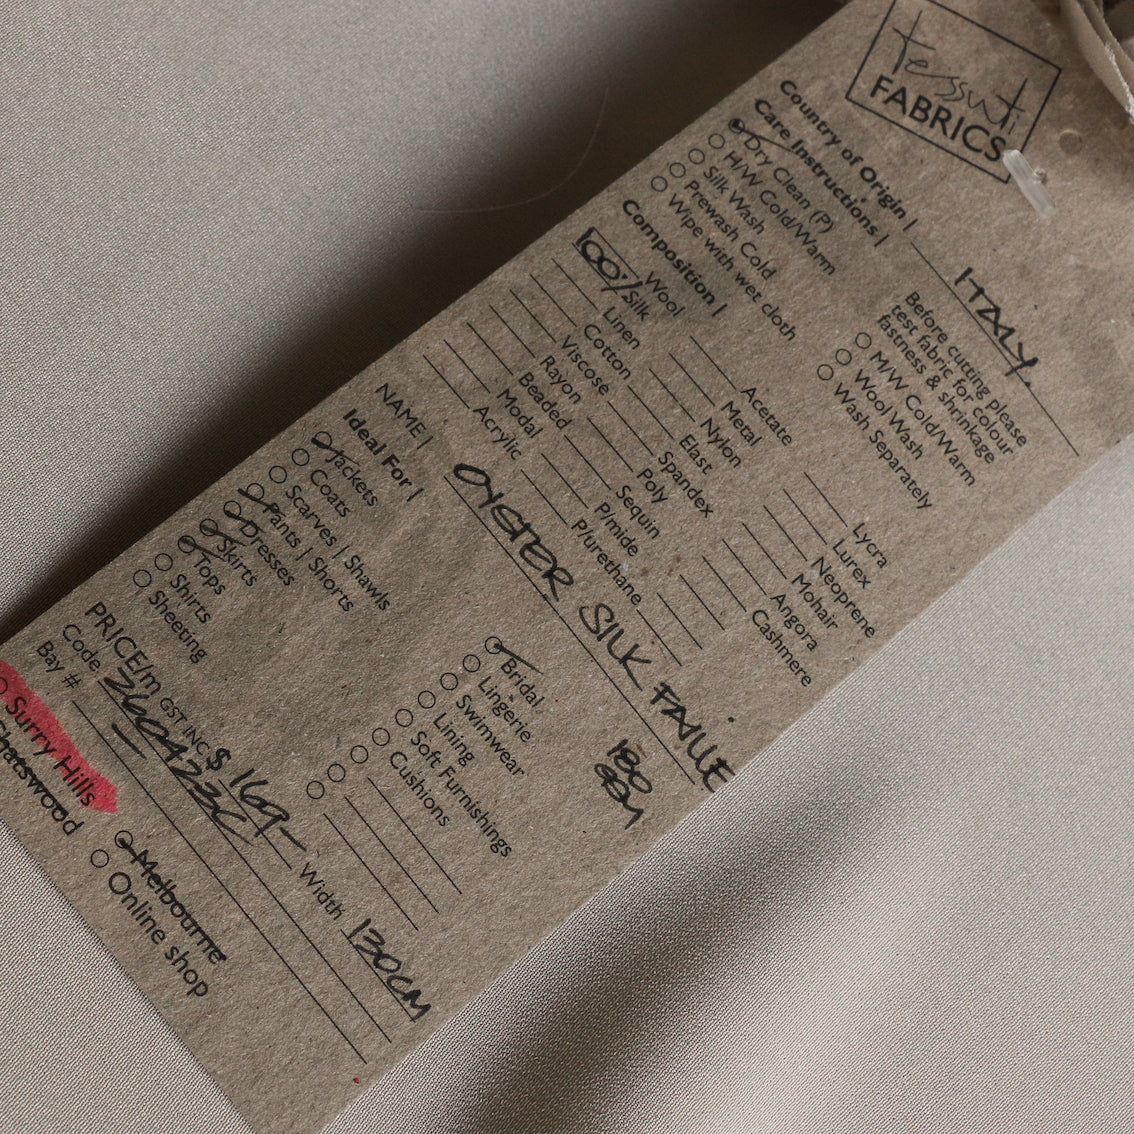 tessuti
FABRICS
Country of Origin | ITALY.
Care Instructions |
Dry Clean (P)
H/W Cold/Warm
Silk Wash
Prewash Cold
Wipe with wet cloth
Before cutting please
test fabric for colour
fastness & shrinkage
M/W Cold/Warm
Wool Wash
Wash Separately
Composition |
Wool
100% Silk
Linen
Cotton
Viscose
Rayon
Beaded
Modal
Acrylic
Acetate
Metal
Nylon
Elast
Spandex
Poly
Sequin
P/mide
P/urethane
Lycra
Lurex
Neoprene
Mohair
Angora
Cashmere
NAME | OYSTER SILK FAILLE
180
GSM
Ideal For |
Jackets
Coats
Scarves | Shawls
Pants | Shorts
Dresses
Skirts
Tops
Shirts
Sheeting
Bridal
Lingerie
Swimwear
Lining
Soft Furnishings
Cushions
PRICE/m GST INC $169- Width 130CM
Code
Bay #
Surry Hills
Chatswood
Melbourne
Online shop